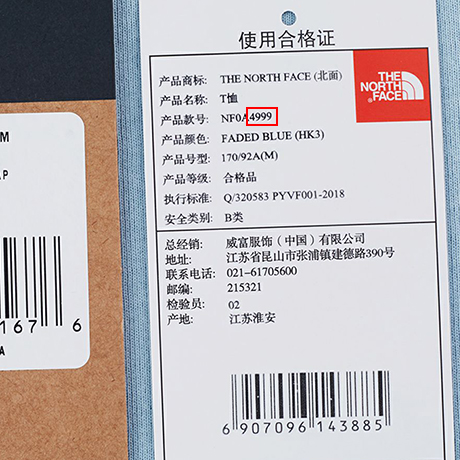 使用合格证
THE
NORTH
FACE
产品商标: THE NORTH FACE (北面)
产品名称: T恤
产品款号: NF0A4999
产品颜色: FADED BLUE (HK3)
产品号型: 170/92A(M)
产品等级: 合格品
执行标准: Q/320583 PYVF001-2018
安全类别: B类
总经销: 威富服饰（中国）有限公司
地址: 江苏省昆山市张浦镇建德路390号
联系电话: 021-61705600
邮编: 215321
检验员: 02
产地: 江苏淮安
6 907096 143885
M
AP
167 6
A